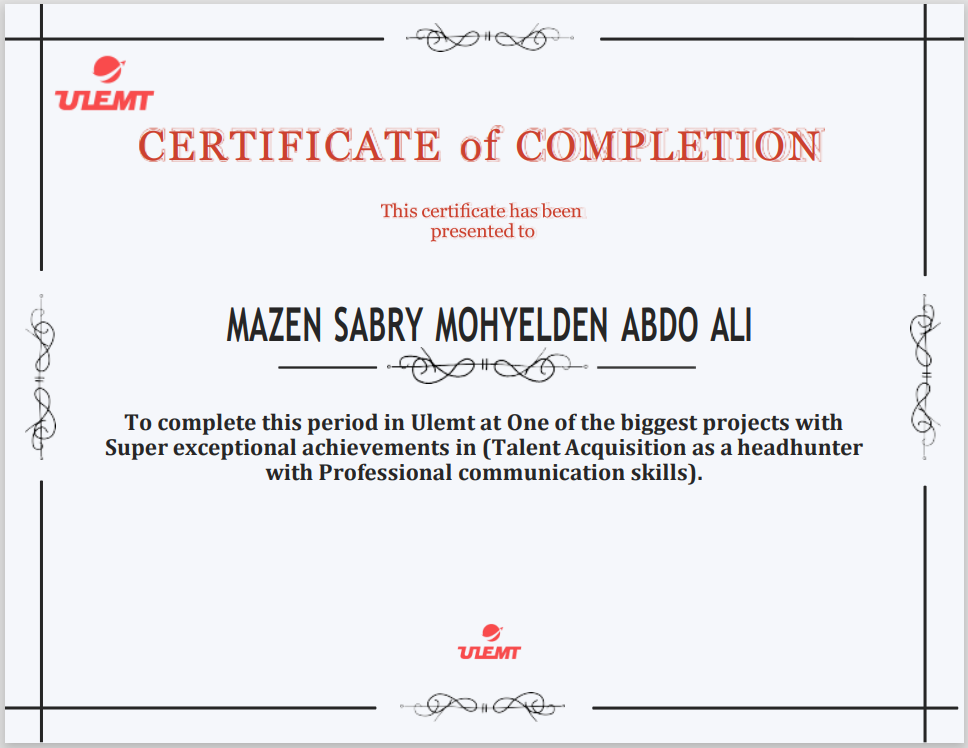 ULEMT
CERTIFICATE of COMPLETION
This certificate has been
presented to
MAZEN SABRY MOHYELDEN ABDO ALI
To complete this period in Ulemt at One of the biggest projects with
Super exceptional achievements in (Talent Acquisition as a headhunter
with Professional communication skills).
ULEMT